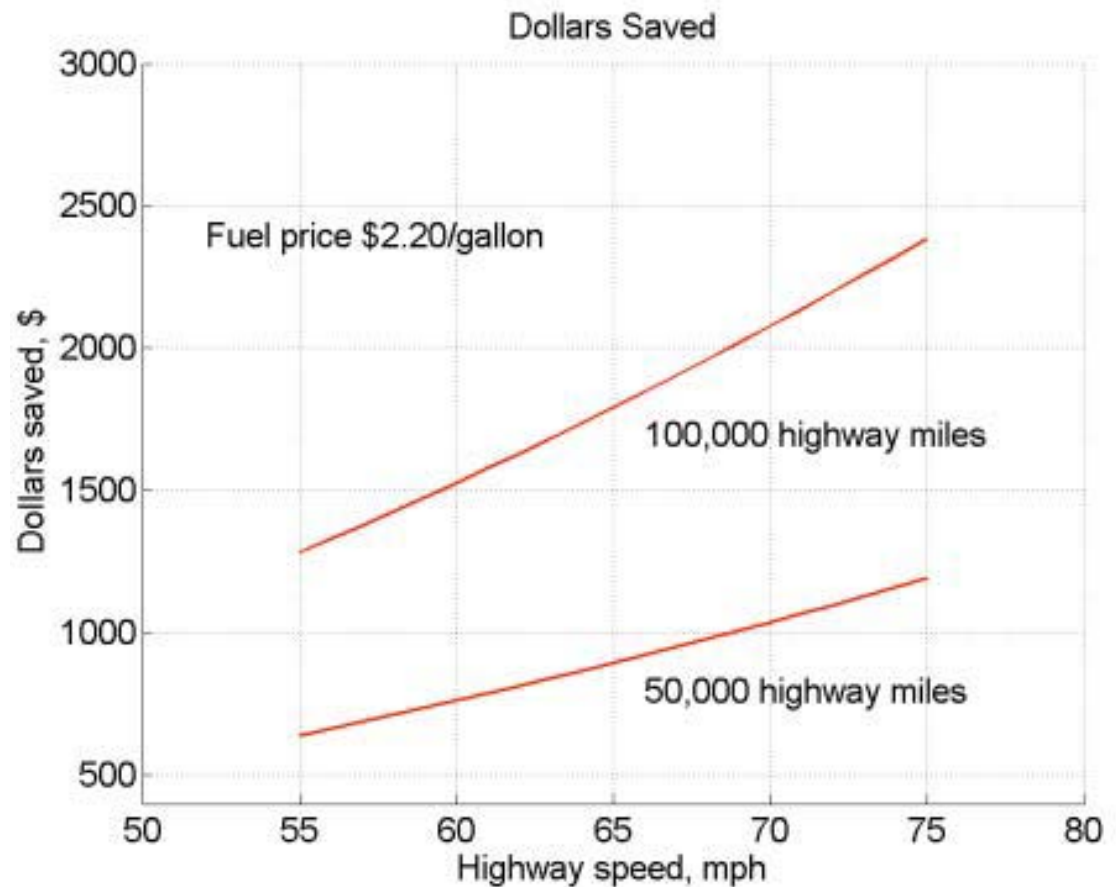 Dollars Saved
3000
2500
Fuel price $2.20/gallon
2000
100,000 highway miles
1500
1000
50,000 highway miles
500
Dollars saved, $
50 55 60 65 70 75 80
Highway speed, mph